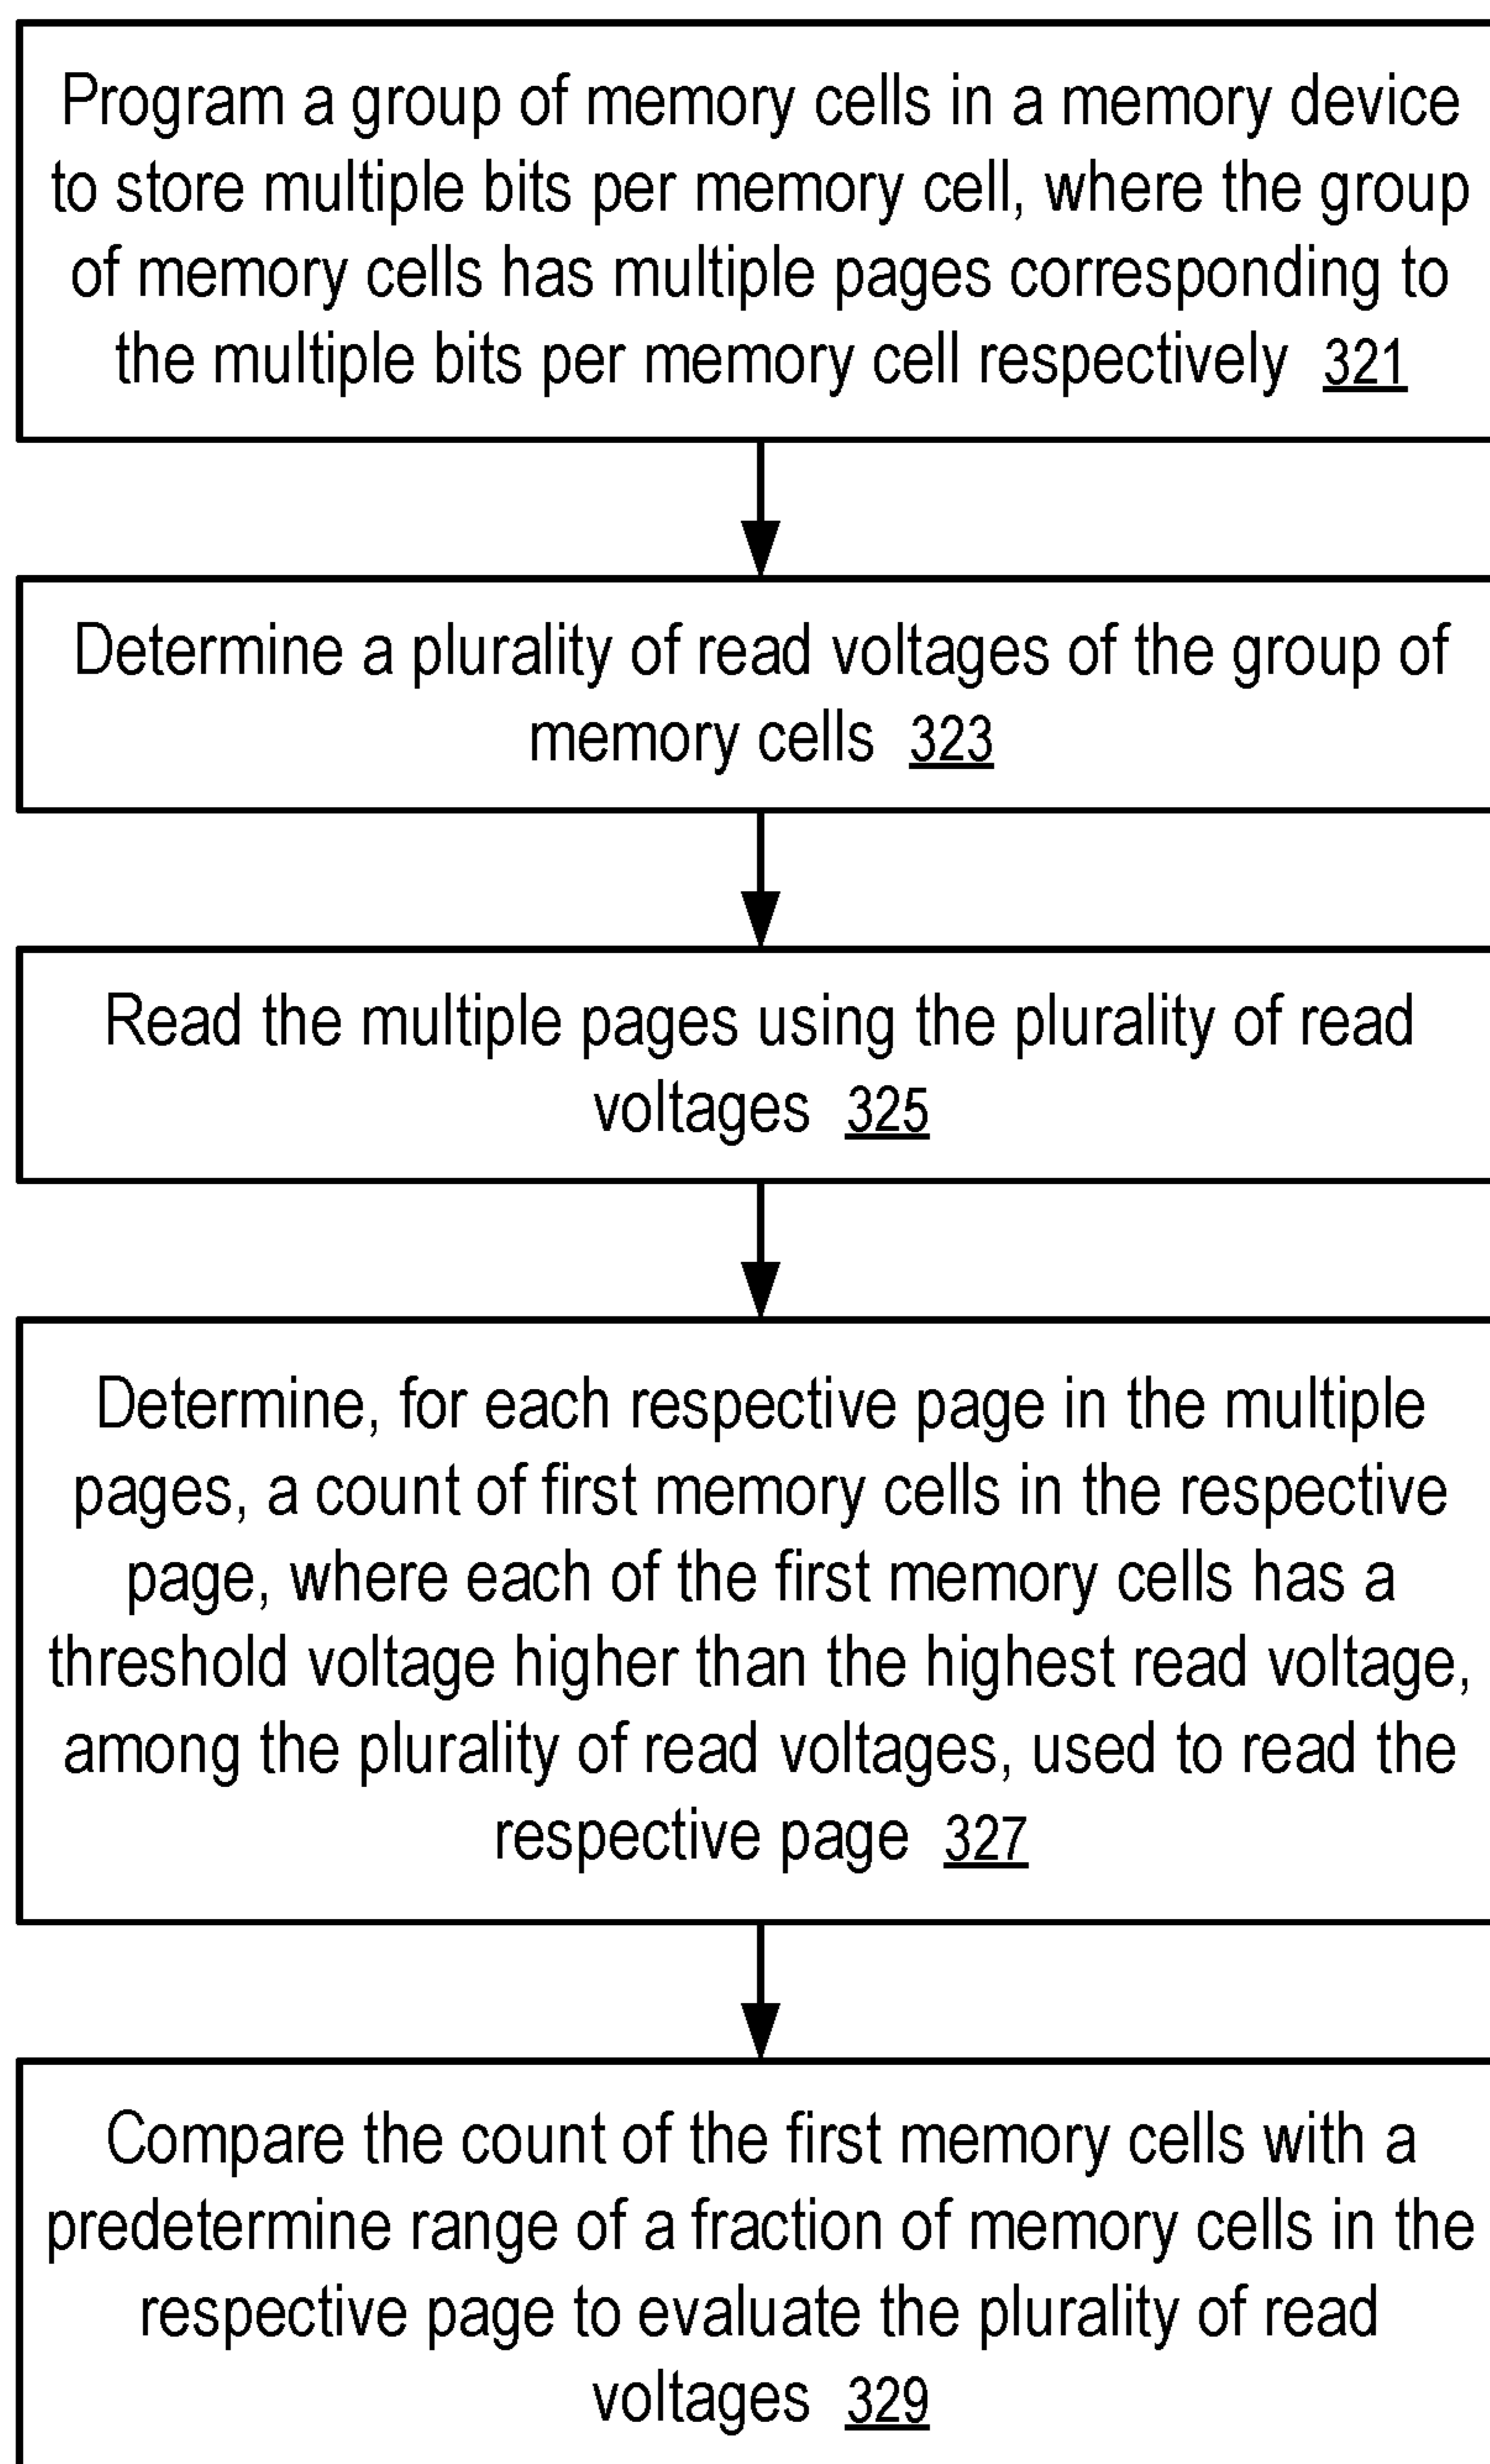 Program a group of memory cells in a memory device
to store multiple bits per memory cell, where the group
of memory cells has multiple pages corresponding to
the multiple bits per memory cell respectively 321
Determine a plurality of read voltages of the group of
memory cells 323
Read the multiple pages using the plurality of read
voltages 325
Determine, for each respective page in the multiple
pages, a count of first memory cells in the respective
page, where each of the first memory cells has a
threshold voltage higher than the highest read voltage,
among the plurality of read voltages, used to read the
respective page 327
Compare the count of the first memory cells with a
predetermine range of a fraction of memory cells in the
respective page to evaluate the plurality of read
voltages 329